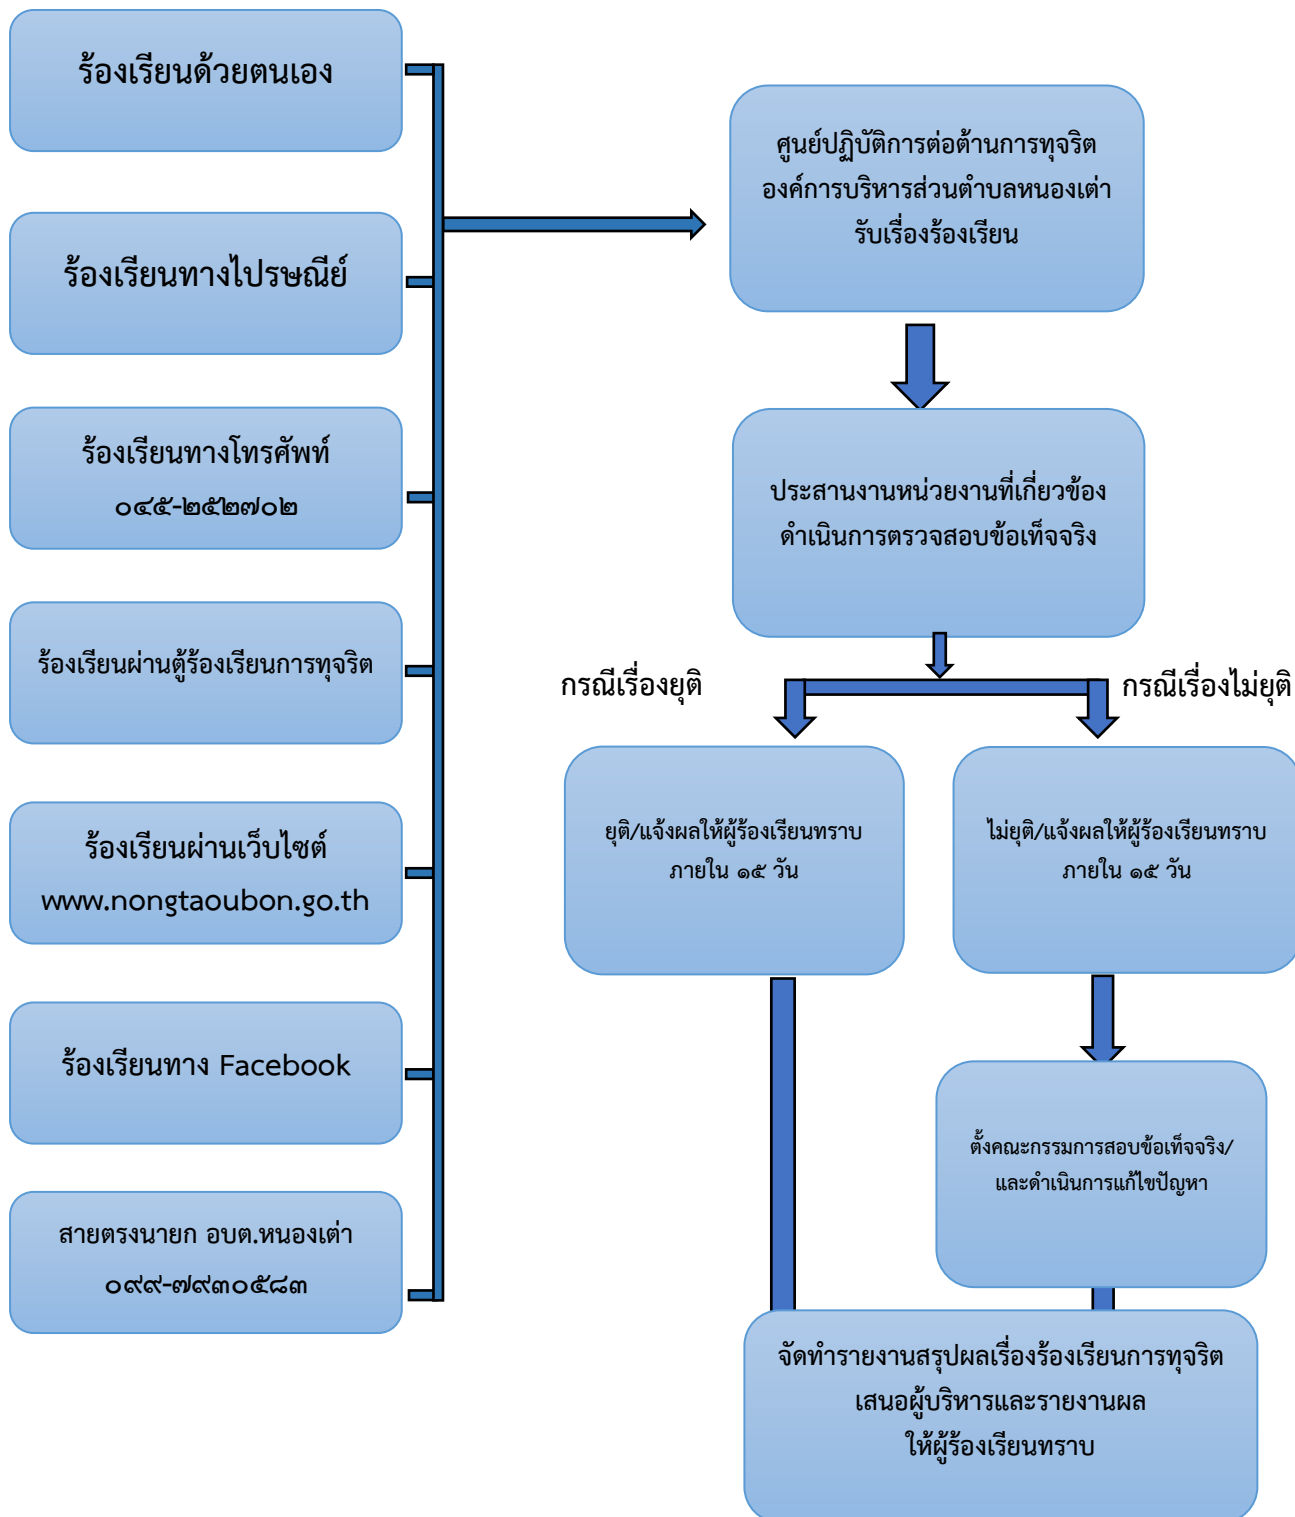 ร้องเรียนด้วยตนเอง
ร้องเรียนทางไปรษณีย์
ร้องเรียนทางโทรศัพท์
๐๔๕-๒๕๒๗๐๒
ร้องเรียนผ่านตู้ร้องเรียนการทุจริต
ร้องเรียนผ่านเว็บไซต์
www.nongtaoubon.go.th
ร้องเรียนทาง Facebook
สายตรงนายก อบต.หนองเต่า
๐๙๙-๗๙๓๐๕๘๓
ศูนย์ปฏิบัติการต่อต้านการทุจริต
องค์การบริหารส่วนตำบลหนองเต่า
รับเรื่องร้องเรียน
ประสานงานหน่วยงานที่เกี่ยวข้อง
ดำเนินการตรวจสอบข้อเท็จจริง
กรณีเรื่องยุติ
กรณีเรื่องไม่ยุติ
ยุติ/แจ้งผลให้ผู้ร้องเรียนทราบ
ภายใน ๑๕ วัน
ไม่ยุติ/แจ้งผลให้ผู้ร้องเรียนทราบ
ภายใน ๑๕ วัน
ตั้งคณะกรรมการสอบข้อเท็จจริง/
และดำเนินการแก้ไขปัญหา
จัดทำรายงานสรุปผลเรื่องร้องเรียนการทุจริต
เสนอผู้บริหารและรายงานผล
ให้ผู้ร้องเรียนทราบ